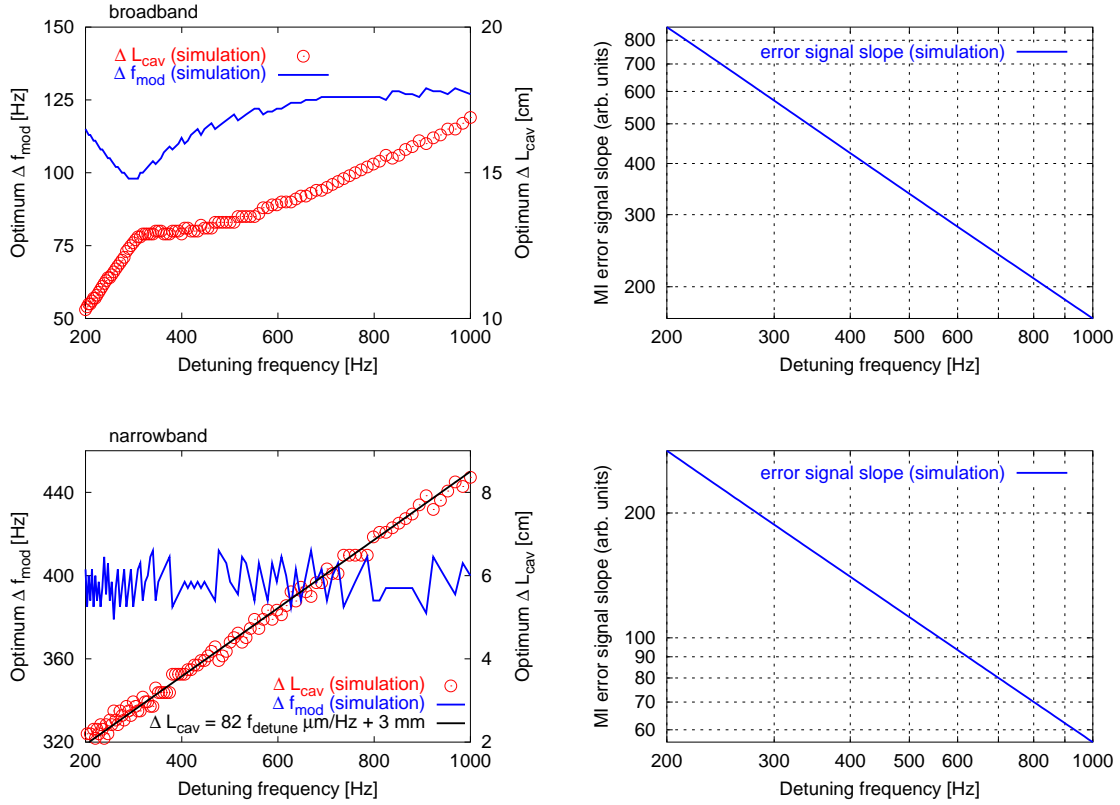 broadband
150
125
100
75
50
Optimum Δ f_mod [Hz]
20
15
10
Optimum Δ L_cav [cm]
Δ L_cav (simulation)
Δ f_mod (simulation)
200 400 600 800 1000
Detuning frequency [Hz]
800
700
600
500
400
300
200
MI error signal slope (arb. units)
error signal slope (simulation)
200 300 400 500 600 800 1000
Detuning frequency [Hz]
narrowband
440
400
360
320
Optimum Δ f_mod [Hz]
8
6
4
2
Optimum Δ L_cav [cm]
Δ L_cav (simulation)
Δ f_mod (simulation)
Δ L_cav = 82 f_detune μm/Hz + 3 mm
200 400 600 800 1000
Detuning frequency [Hz]
200
100
90
80
70
60
MI error signal slope (arb. units)
error signal slope (simulation)
200 300 400 500 600 800 1000
Detuning frequency [Hz]